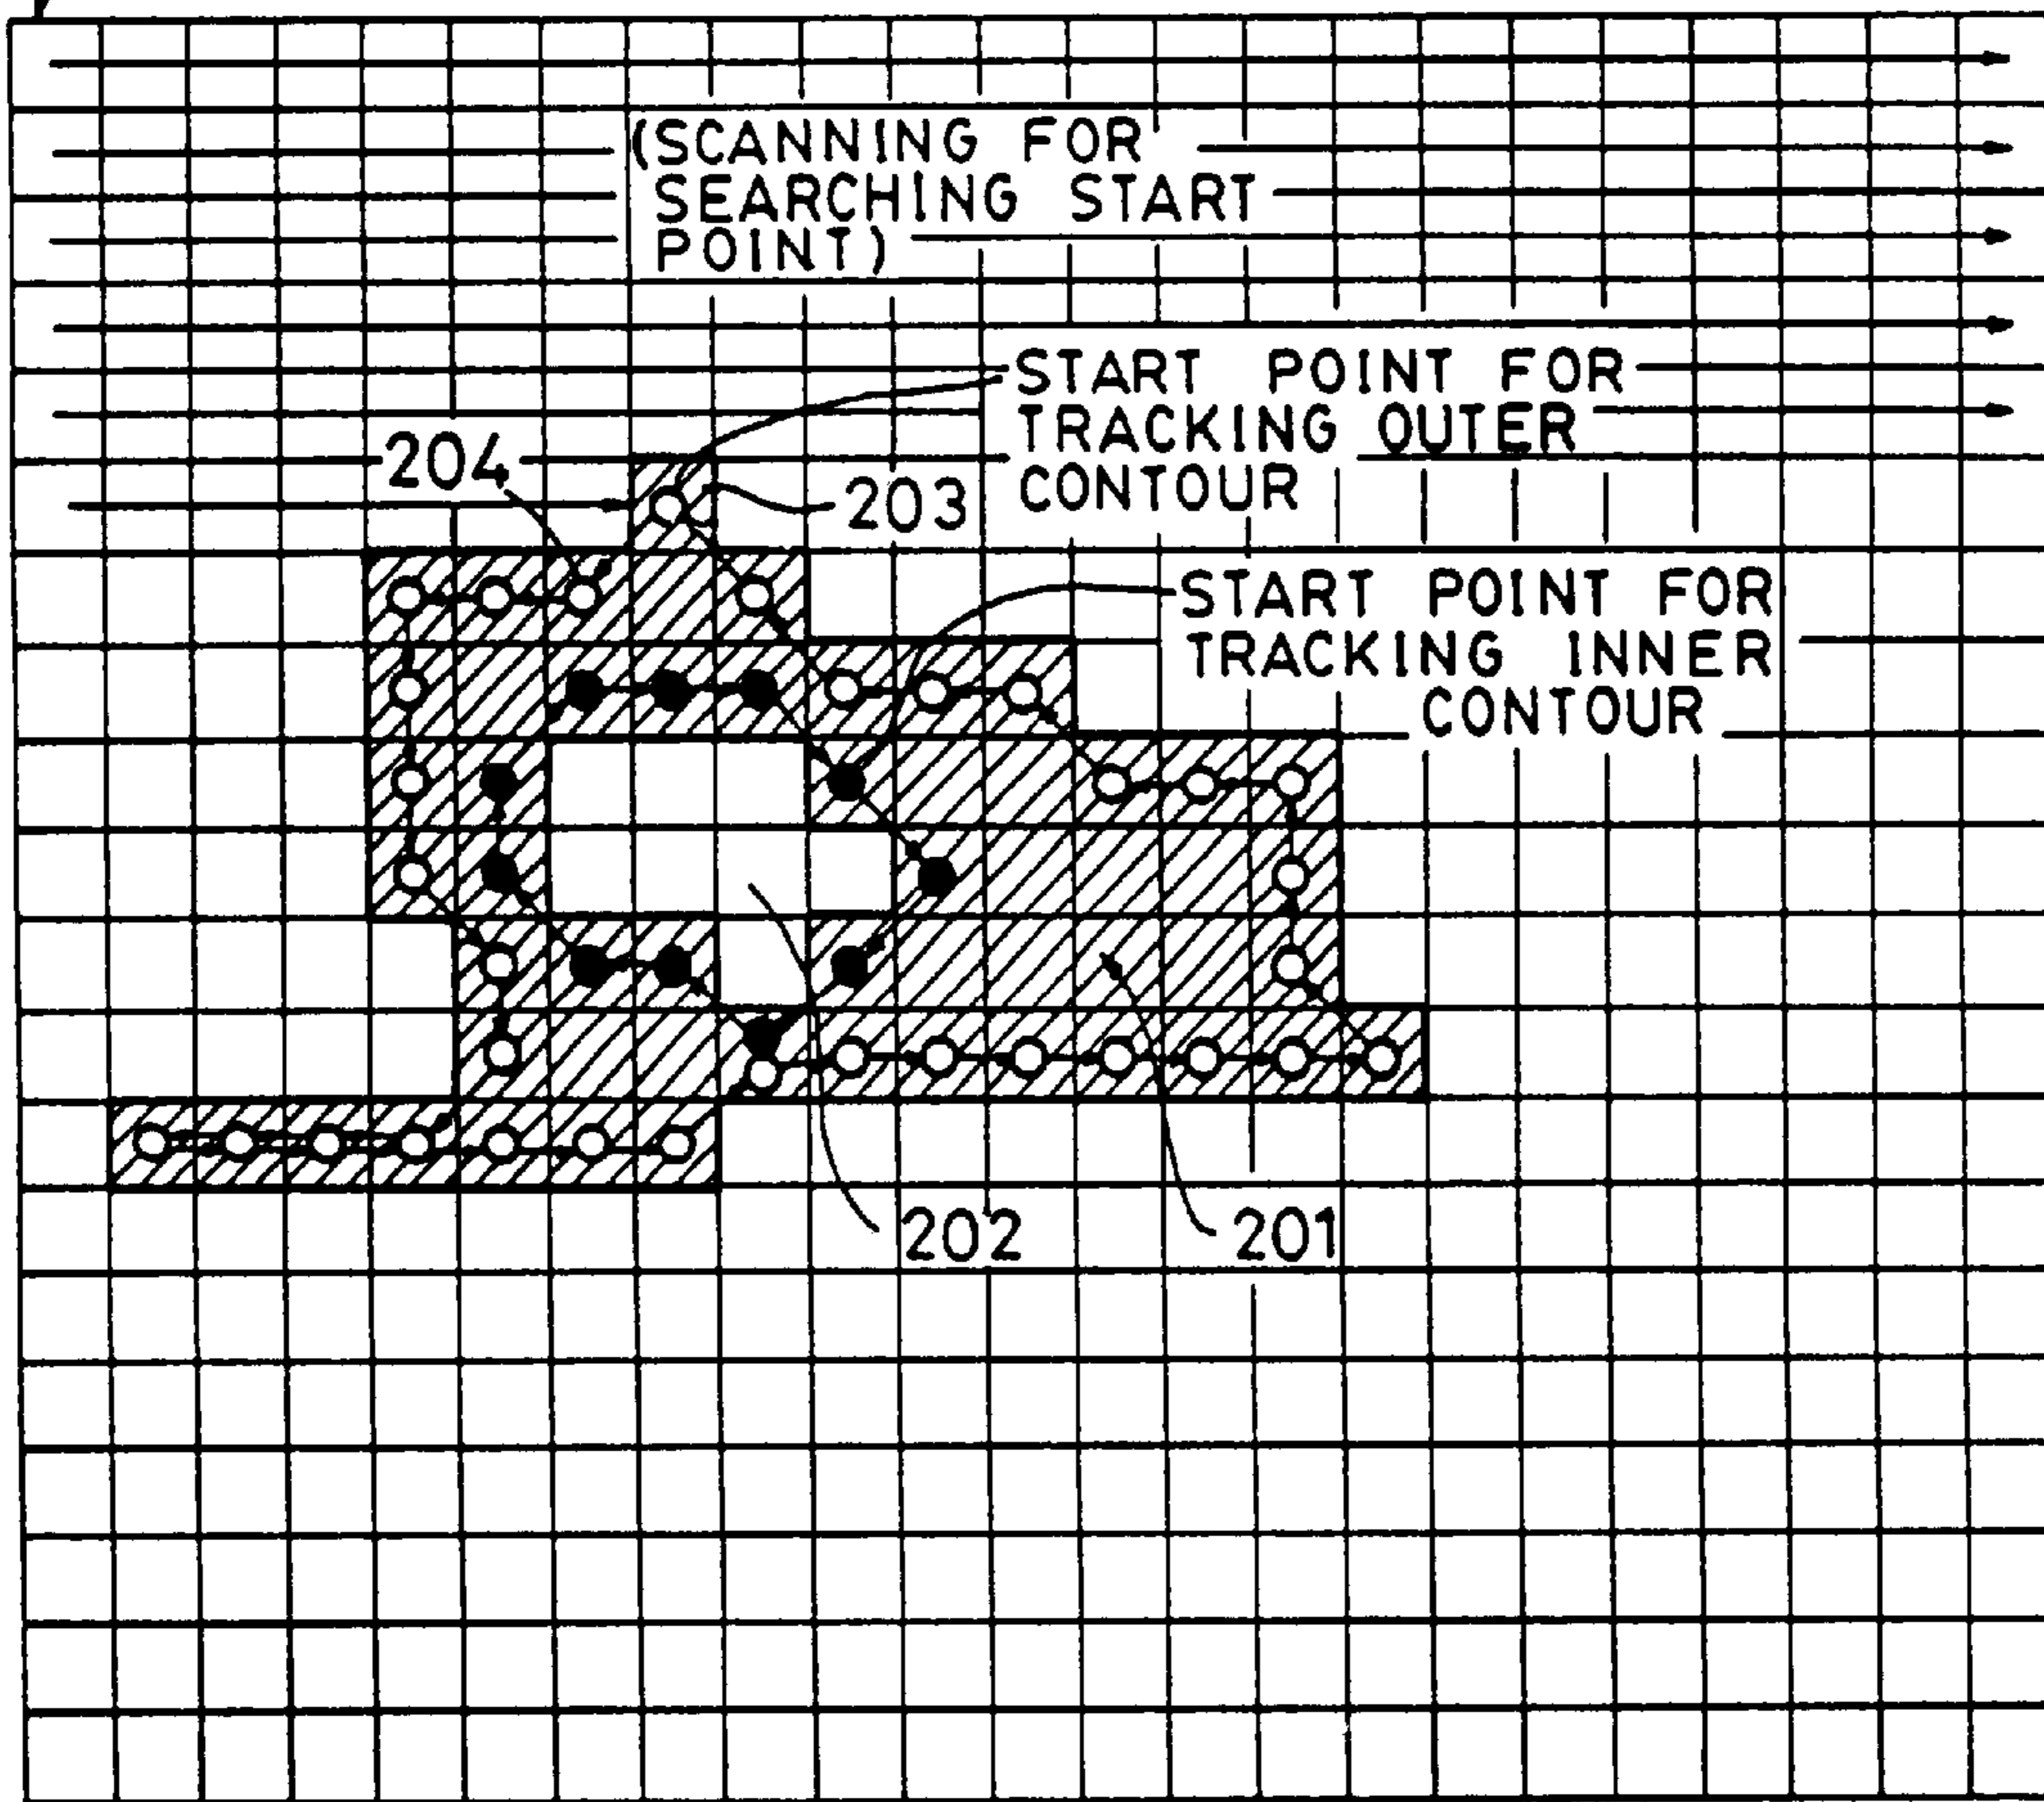 (SCANNING FOR
SEARCHING START
POINT)
START POINT FOR
TRACKING OUTER
CONTOUR
204
203
START POINT FOR
TRACKING INNER
CONTOUR
202
201